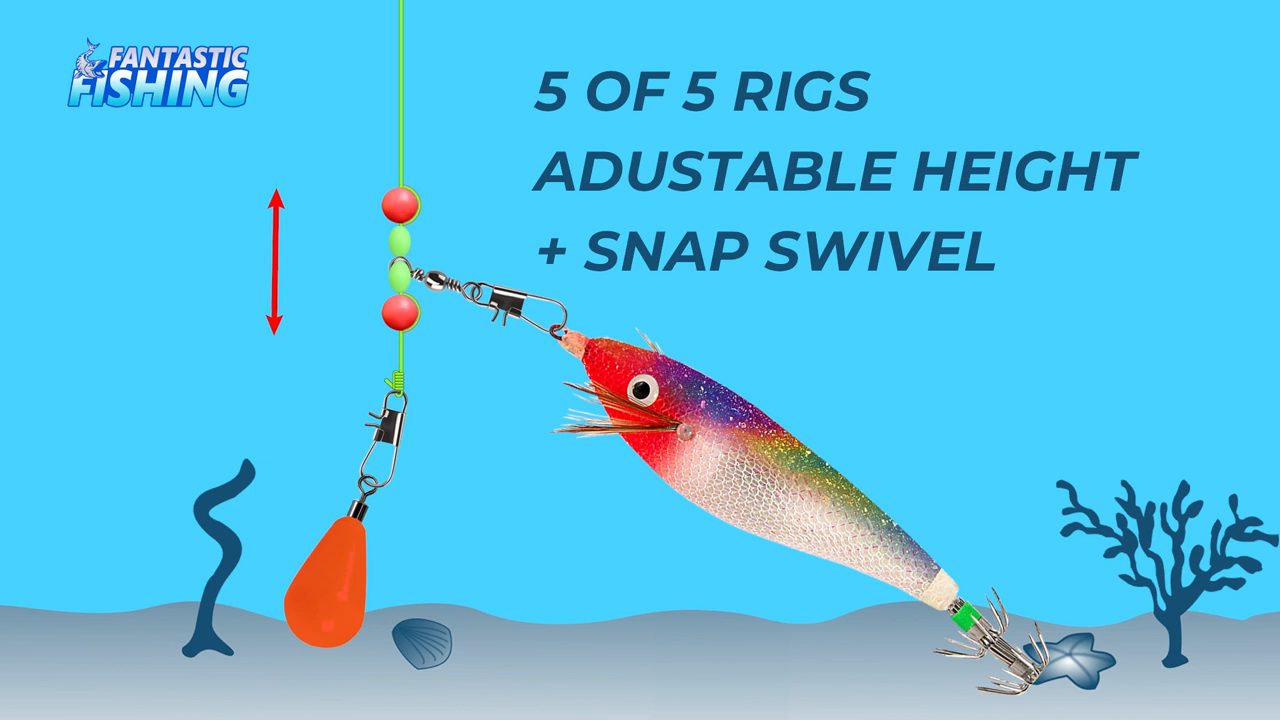 FANTASTIC
FISHING
5 OF 5 RIGS
ADUSTABLE HEIGHT
+ SNAP SWIVEL